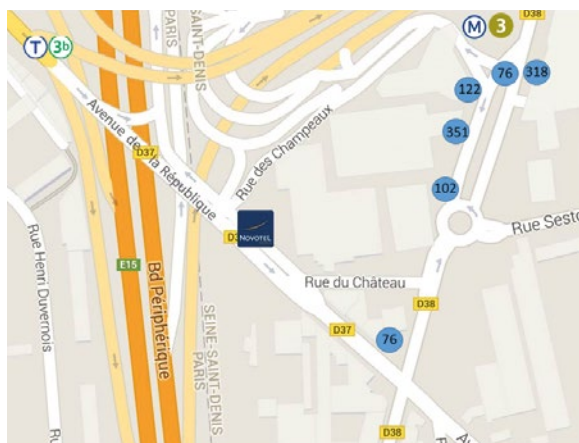 D38
M 3
T 3b
PARIS
SEINE-SAINT-DENIS
76
318
122
351
102
Avenue de la République
D37
Rue des Champeaux
NOVOTEL
Rue Sesto
Rue Henri Duvernois
E15
Bd Périphérique
Rue du Château
D38
D37
76
SEINE-SAINT-DENIS
PARIS
D38